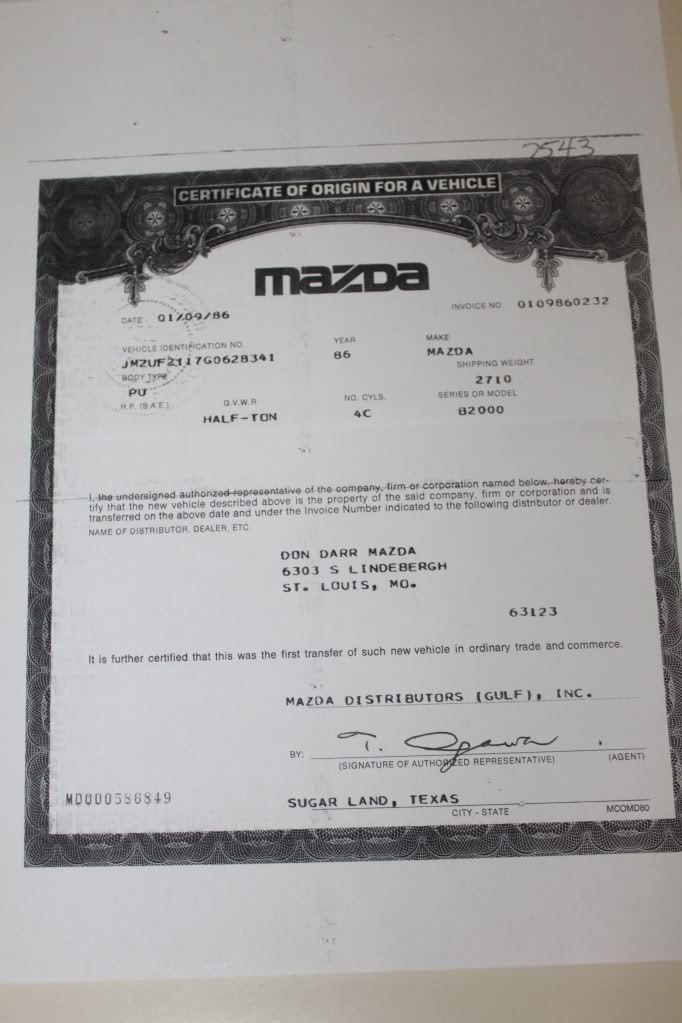 2543
CERTIFICATE OF ORIGIN FOR A VEHICLE
mazda
DATE 01/09/86
INVOICE NO 0109860232
VEHICLE IDENTIFICATION NO. YEAR MAKE
JM2UF2117G0628341 86 MAZDA
BODY TYPE SHIPPING WEIGHT
PU 2710
H.P. (S.A.E.) G.V.W.R. NO. CYLS. SERIES OR MODEL
HALF-TON 4C B2000
I, the undersigned authorized representative of the company, firm or corporation named below, hereby cer-
tify that the new vehicle described above is the property of the said company, firm or corporation and is
transferred on the above date and under the Invoice Number indicated to the following distributor or dealer.
NAME OF DISTRIBUTOR, DEALER, ETC.
DON DARR MAZDA
6303 S LINDEBERGH
ST. LOUIS, MO.
63123
It is further certified that this was the first transfer of such new vehicle in ordinary trade and commerce.
MAZDA DISTRIBUTORS (GULF), INC.
BY: T. Ogawa
(SIGNATURE OF AUTHORIZED REPRESENTATIVE) (AGENT)
MD000586849
SUGAR LAND, TEXAS
CITY - STATE
MCOMD80